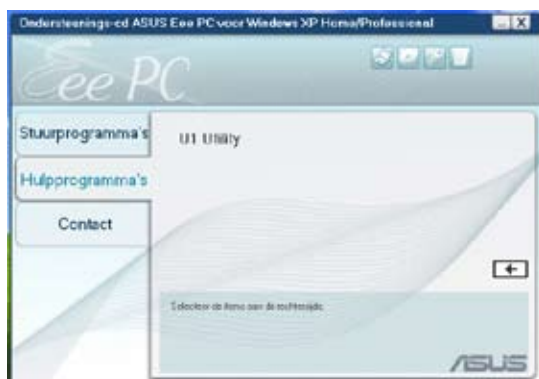 Ondersteunings-cd ASUS Eee PC voor Windows XP Home/Professional
Eee PC
Stuurprogramma's
U1 Utility
Hulpprogramma's
Contact
Selecteer de items aan de rechterzijde.
ASUS